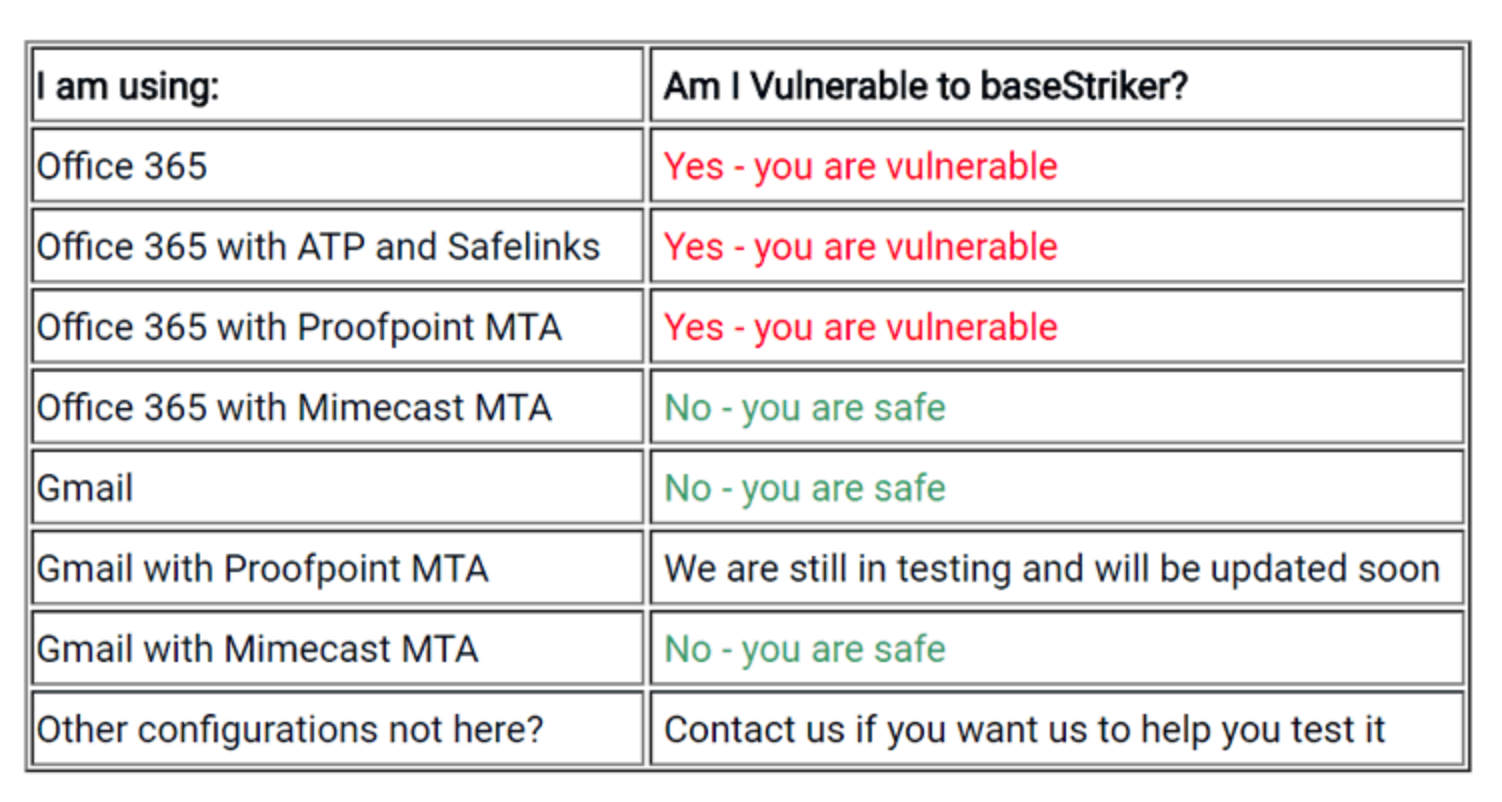 I am using: Am I Vulnerable to baseStriker?
Office 365 Yes - you are vulnerable
Office 365 with ATP and Safelinks Yes - you are vulnerable
Office 365 with Proofpoint MTA Yes - you are vulnerable
Office 365 with Mimecast MTA No - you are safe
Gmail No - you are safe
Gmail with Proofpoint MTA We are still in testing and will be updated soon
Gmail with Mimecast MTA No - you are safe
Other configurations not here? Contact us if you want us to help you test it